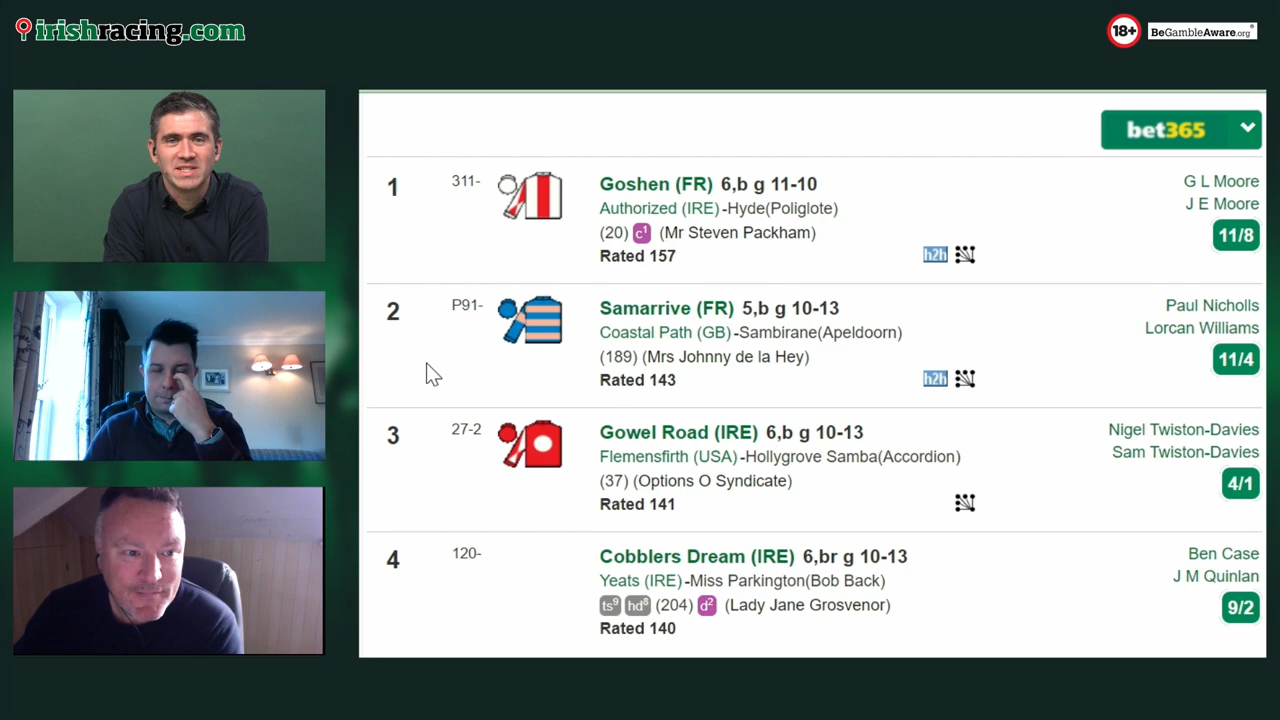 irishracing.com
18+
BeGambleAware.org®
bet365
1
311-
Goshen (FR) 6,b g 11-10
Authorized (IRE)-Hyde(Poliglote)
(20) c1 (Mr Steven Packham)
Rated 157
h2h
G L Moore
J E Moore
11/8
2
P91-
Samarrive (FR) 5,b g 10-13
Coastal Path (GB)-Sambirane(Apeldoorn)
(189) (Mrs Johnny de la Hey)
Rated 143
h2h
Paul Nicholls
Lorcan Williams
11/4
3
27-2
Gowel Road (IRE) 6,b g 10-13
Flemensfirth (USA)-Hollygrove Samba(Accordion)
(37) (Options O Syndicate)
Rated 141
Nigel Twiston-Davies
Sam Twiston-Davies
4/1
4
120-
Cobblers Dream (IRE) 6,br g 10-13
Yeats (IRE)-Miss Parkington(Bob Back)
ts9 hd8 (204) d2 (Lady Jane Grosvenor)
Rated 140
Ben Case
J M Quinlan
9/2